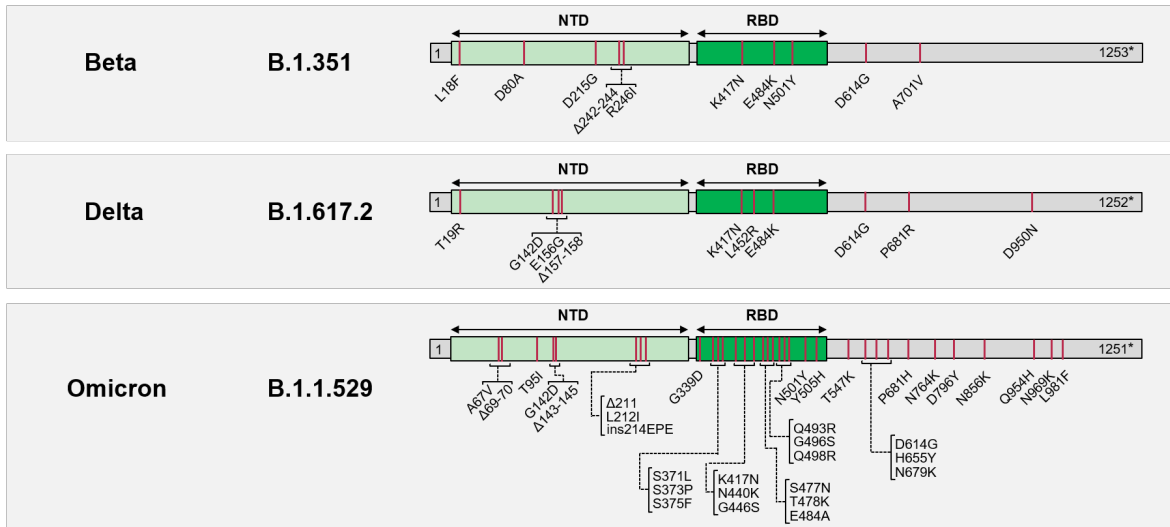 NTD RBD
Beta B.1.351 1 1253*
L18F D80A D215G Δ242-244 R246I K417N E484K N501Y D614G A701V
NTD RBD
Delta B.1.617.2 1 1252*
T19R G142D E156G Δ157-158 K417N L452R E484K D614G P681R D950N
NTD RBD
Omicron B.1.1.529 1 1251*
A67V Δ69-70 T95I G142D Δ143-145 G339D N501Y Y505H T547K P681H N764K D796Y N856K Q954H N969K L981F
Δ211
L212I
ins214EPE
S371L
S373P
S375F
K417N
N440K
G446S
Q493R
G496S
Q498R
S477N
T478K
E484A
D614G
H655Y
N679K